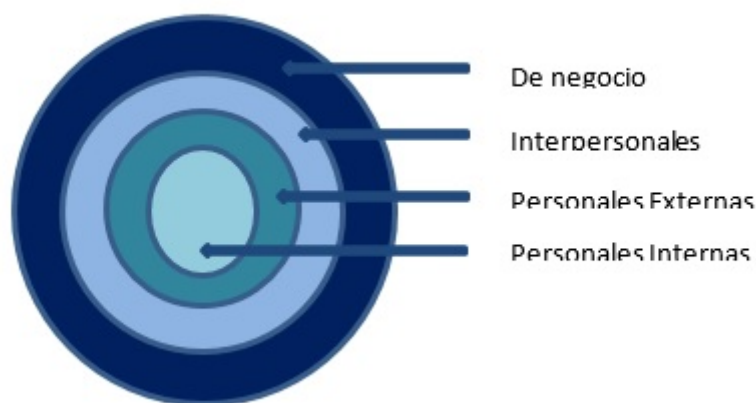 De negocio
Interpersonales
Personales Externas
Personales Internas